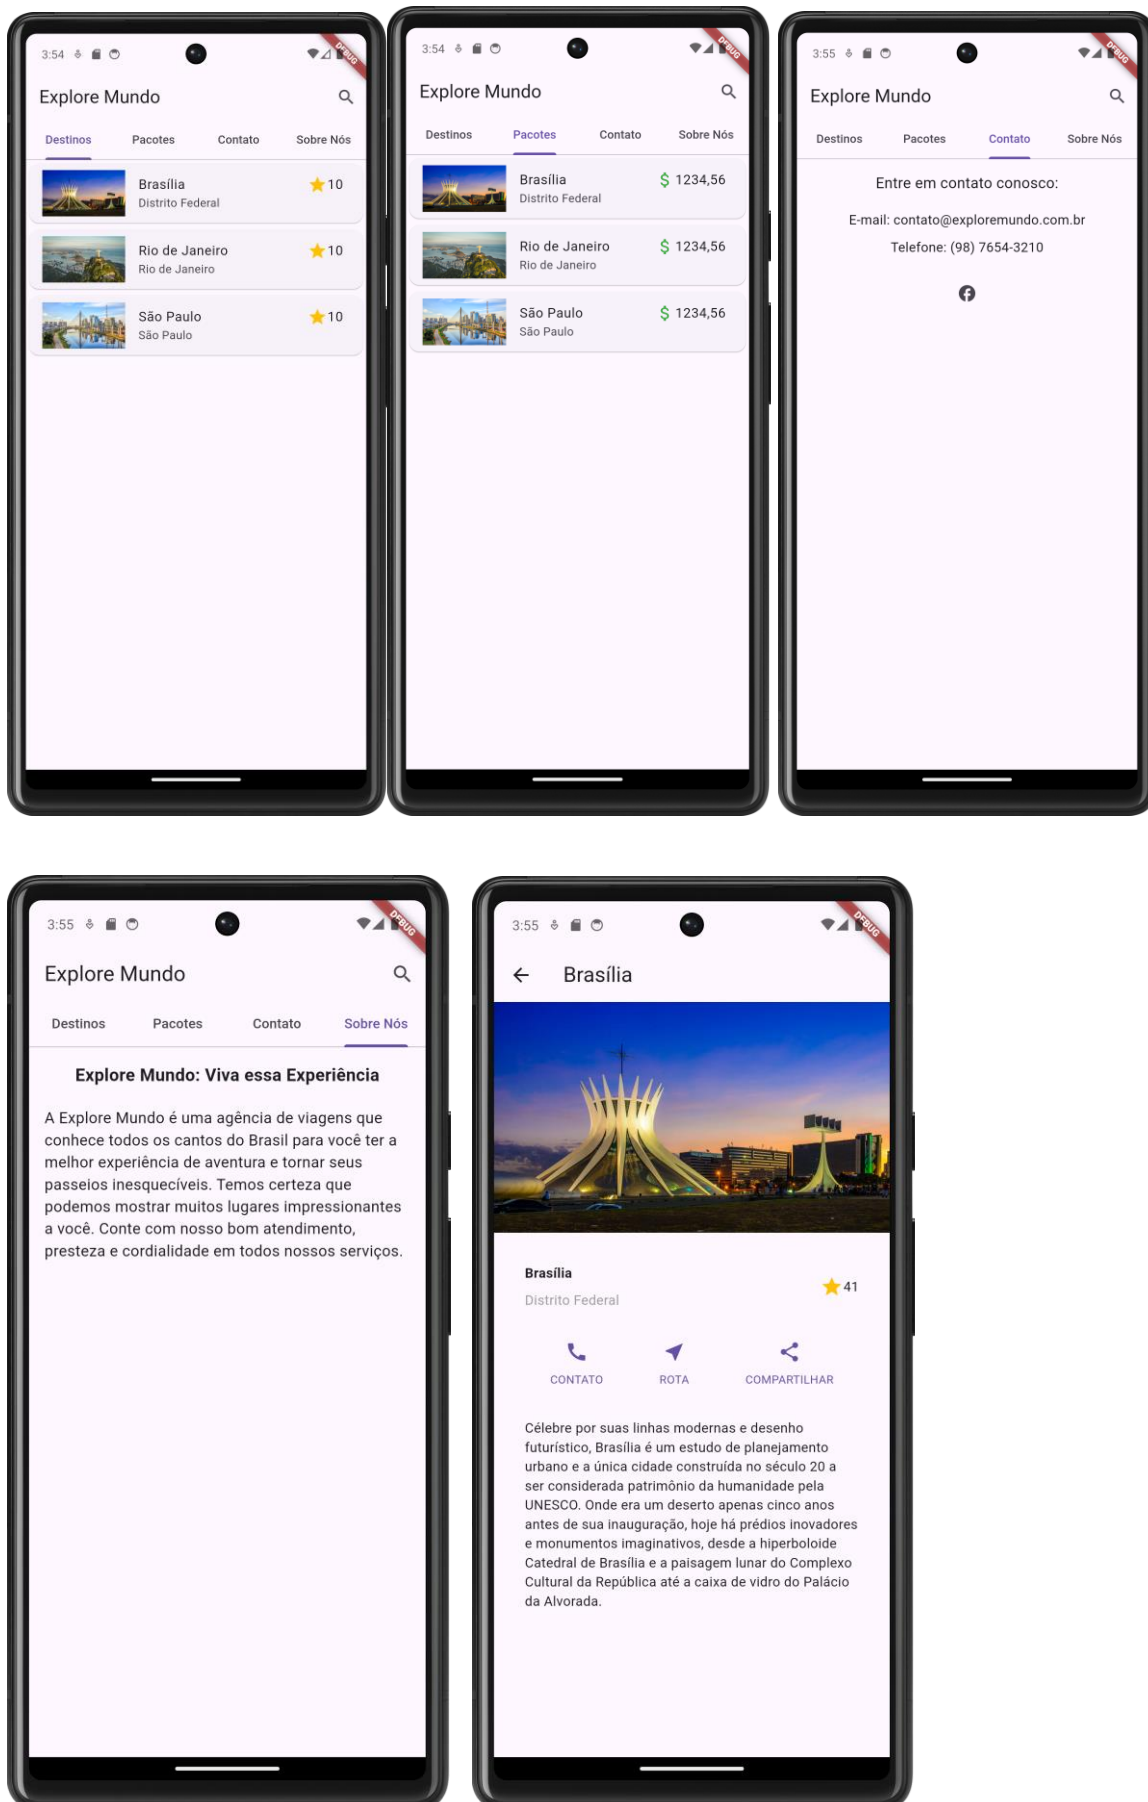 3:54
DEBUG
Explore Mundo
Destinos Pacotes Contato Sobre Nós
Brasília
10
Distrito Federal
Rio de Janeiro
10
Rio de Janeiro
São Paulo
10
São Paulo
3:54
DEBUG
Explore Mundo
Destinos Pacotes Contato Sobre Nós
Brasília
$ 1234,56
Distrito Federal
Rio de Janeiro
$ 1234,56
Rio de Janeiro
São Paulo
$ 1234,56
São Paulo
3:55
DEBUG
Explore Mundo
Destinos Pacotes Contato Sobre Nós
Entre em contato conosco:
E-mail: contato@exploremundo.com.br
Telefone: (98) 7654-3210
3:55
DEBUG
Explore Mundo
Destinos Pacotes Contato Sobre Nós
Explore Mundo: Viva essa Experiência
A Explore Mundo é uma agência de viagens que
conhece todos os cantos do Brasil para você ter a
melhor experiência de aventura e tornar seus
passeios inesquecíveis. Temos certeza que
podemos mostrar muitos lugares impressionantes
a você. Conte com nosso bom atendimento,
presteza e cordialidade em todos nossos serviços.
3:55
DEBUG
Brasília
Brasília
41
Distrito Federal
CONTATO ROTA COMPARTILHAR
Célebre por suas linhas modernas e desenho
futurístico, Brasília é um estudo de planejamento
urbano e a única cidade construída no século 20 a
ser considerada patrimônio da humanidade pela
UNESCO. Onde era um deserto apenas cinco anos
antes de sua inauguração, hoje há prédios inovadores
e monumentos imaginativos, desde a hiperboloide
Catedral de Brasília e a paisagem lunar do Complexo
Cultural da República até a caixa de vidro do Palácio
da Alvorada.